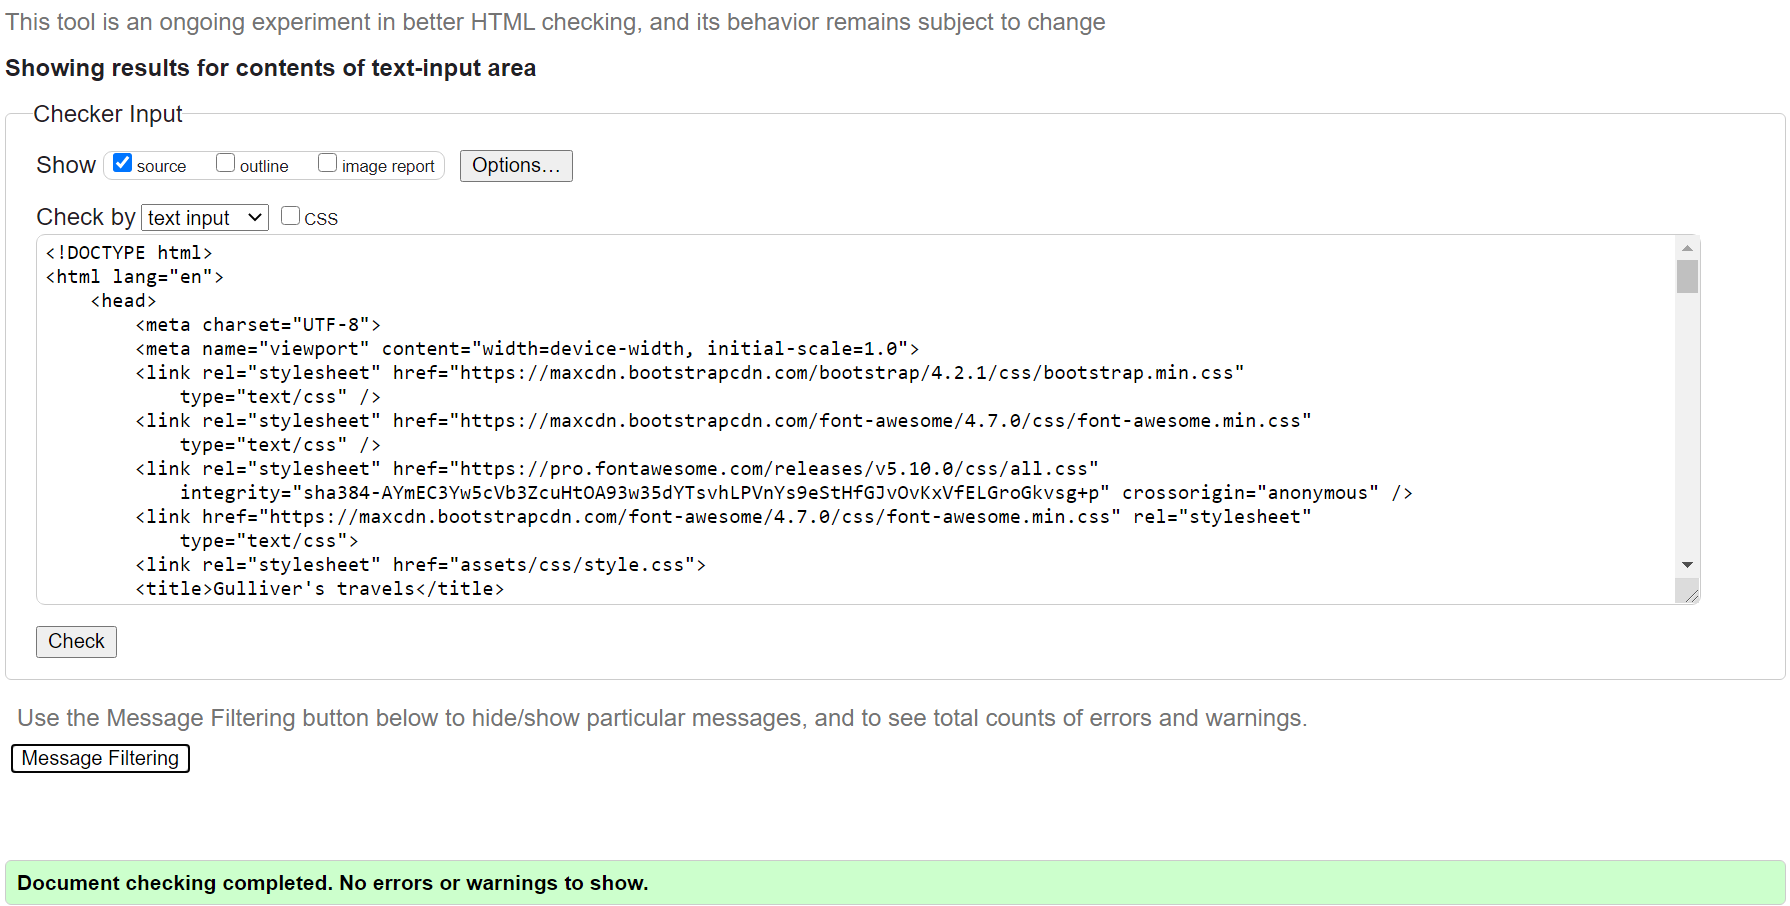 This tool is an ongoing experiment in better HTML checking, and its behavior remains subject to change
Showing results for contents of text-input area
Checker Input
Show source outline image report Options...
Check by text input CSS
<!DOCTYPE html>
<html lang="en">
    <head>
        <meta charset="UTF-8">
        <meta name="viewport" content="width=device-width, initial-scale=1.0">
        <link rel="stylesheet" href="https://maxcdn.bootstrapcdn.com/bootstrap/4.2.1/css/bootstrap.min.css"
            type="text/css" />
        <link rel="stylesheet" href="https://maxcdn.bootstrapcdn.com/font-awesome/4.7.0/css/font-awesome.min.css"
            type="text/css" />
        <link rel="stylesheet" href="https://pro.fontawesome.com/releases/v5.10.0/css/all.css"
            integrity="sha384-AYmEC3Yw5cVb3ZcuHtOA93w35dYTsvhLPVnYs9eStHfGJvOvKxVfELGroGkvsg+p" crossorigin="anonymous" />
        <link href="https://maxcdn.bootstrapcdn.com/font-awesome/4.7.0/css/font-awesome.min.css" rel="stylesheet"
            type="text/css">
        <link rel="stylesheet" href="assets/css/style.css">
        <title>Gulliver's travels</title>
Check
Use the Message Filtering button below to hide/show particular messages, and to see total counts of errors and warnings.
Message Filtering
Document checking completed. No errors or warnings to show.